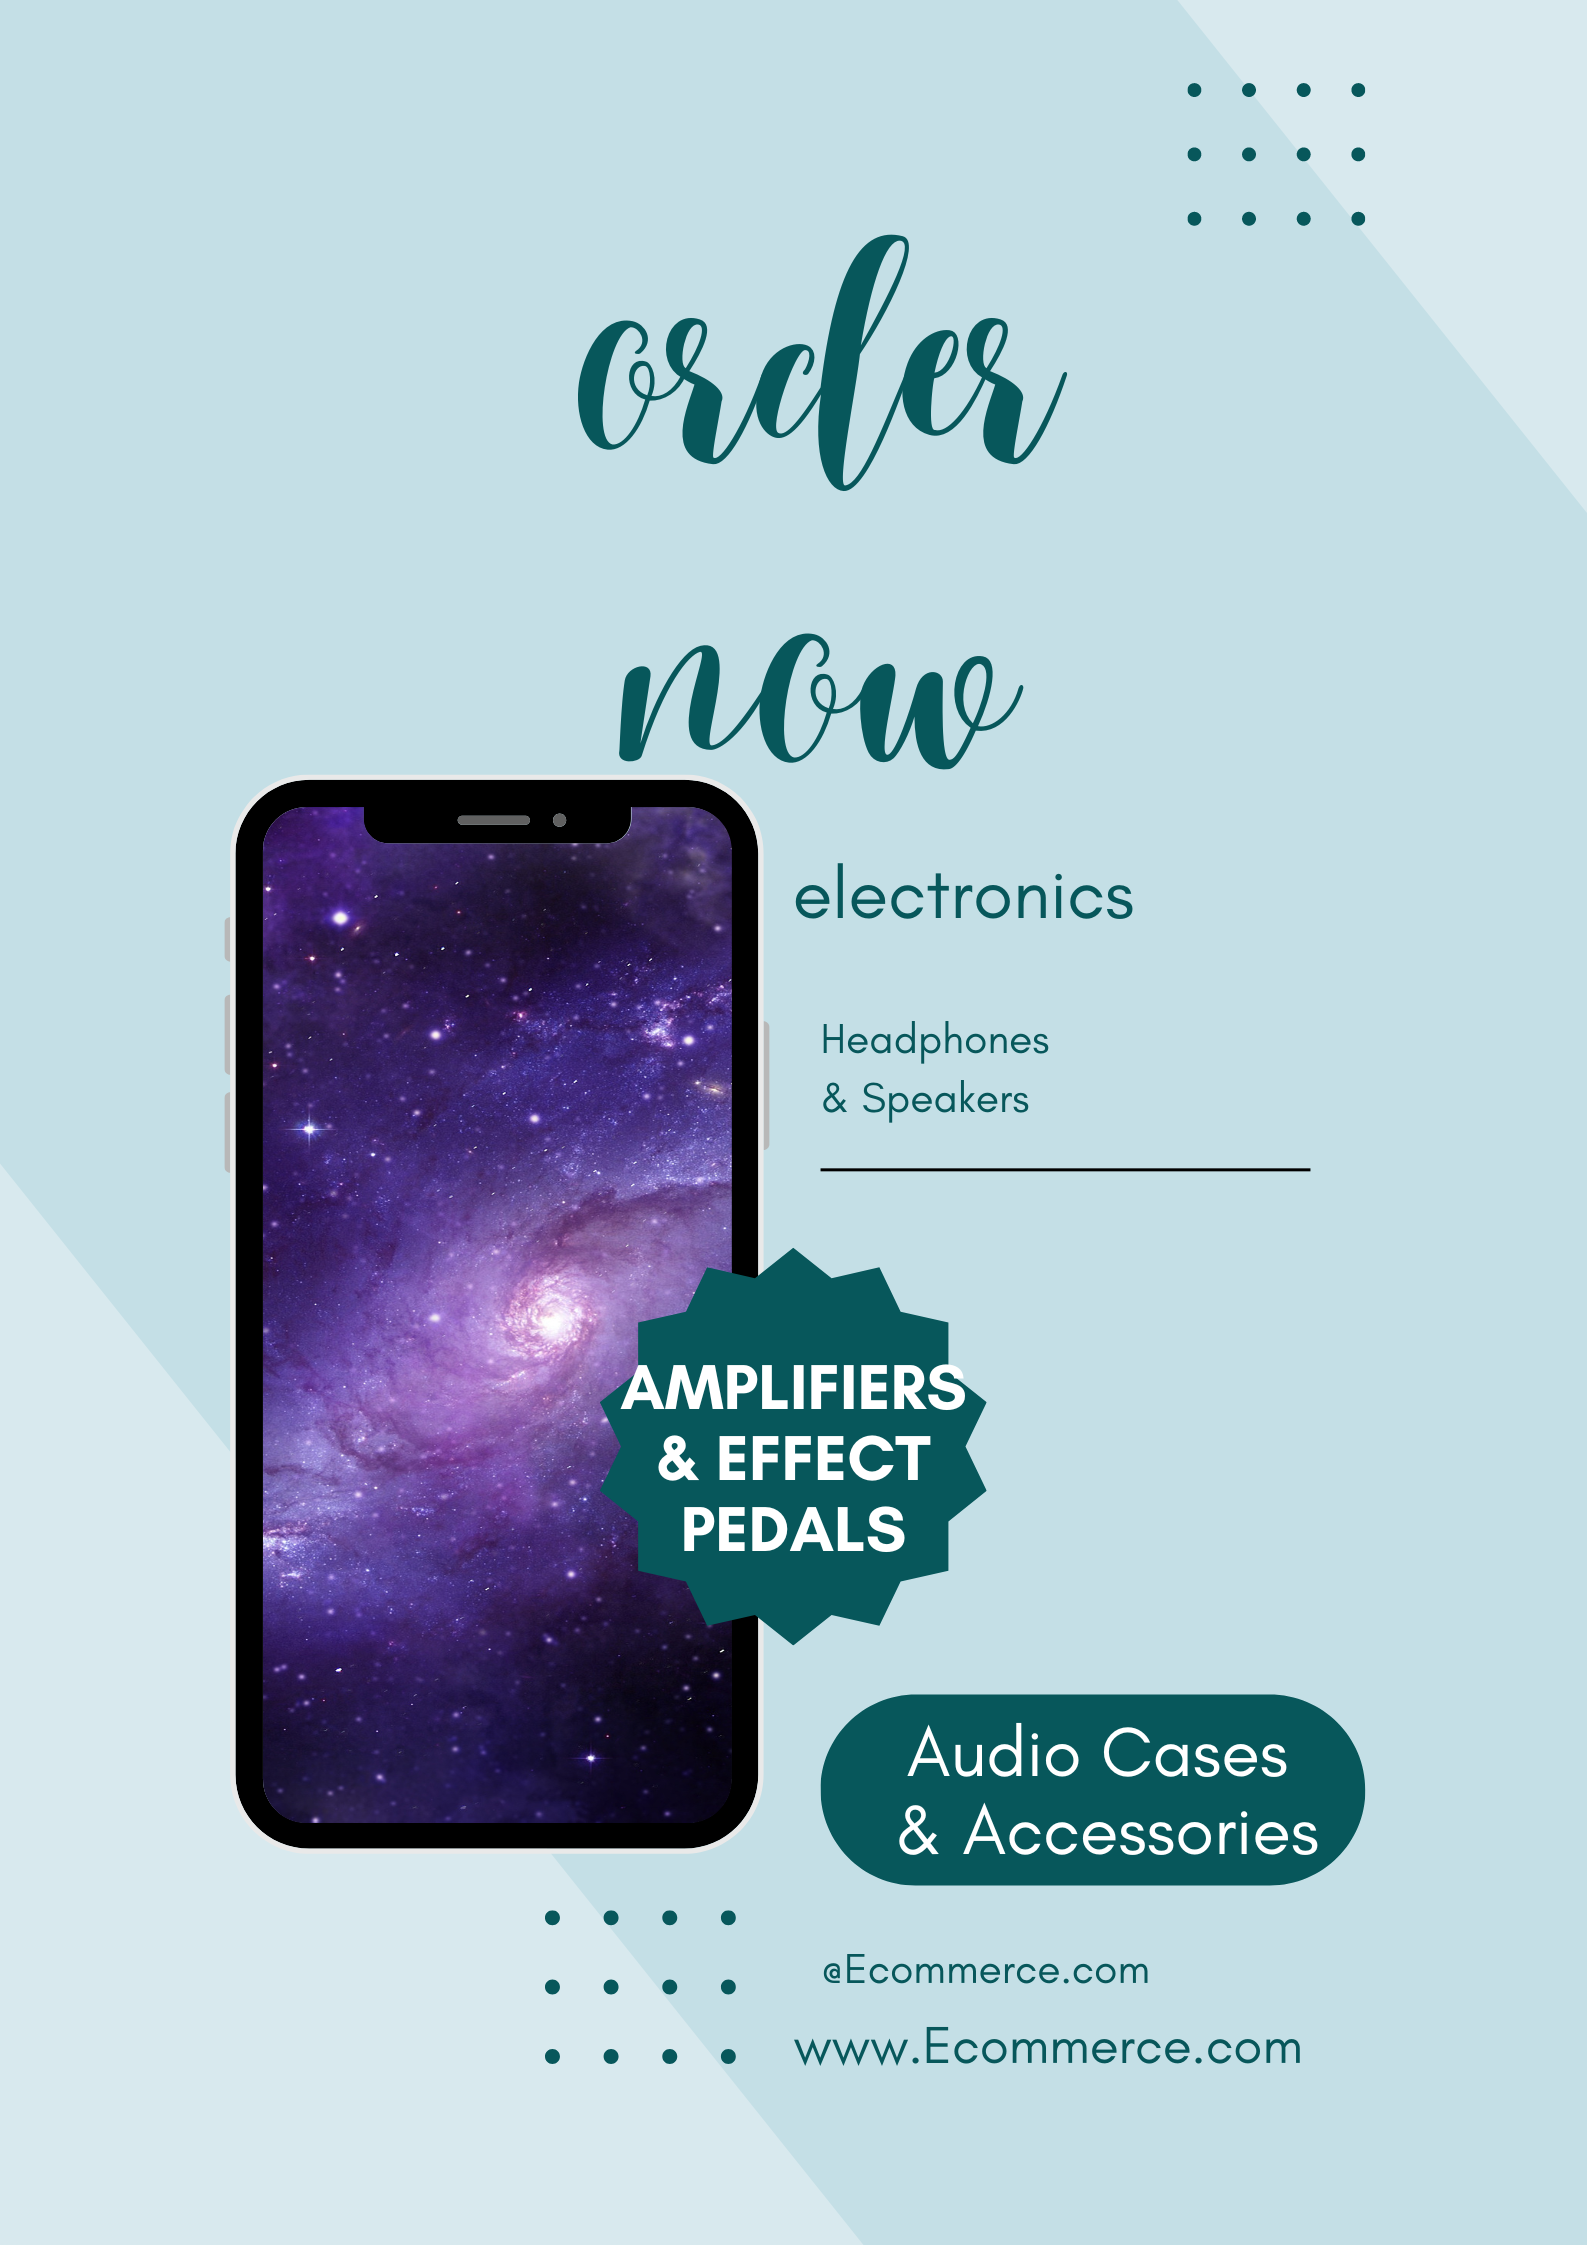 order
now
electronics
Headphones
& Speakers
AMPLIFIERS
& EFFECT
PEDALS
Audio Cases
& Accessories
@Ecommerce.com
www.Ecommerce.com